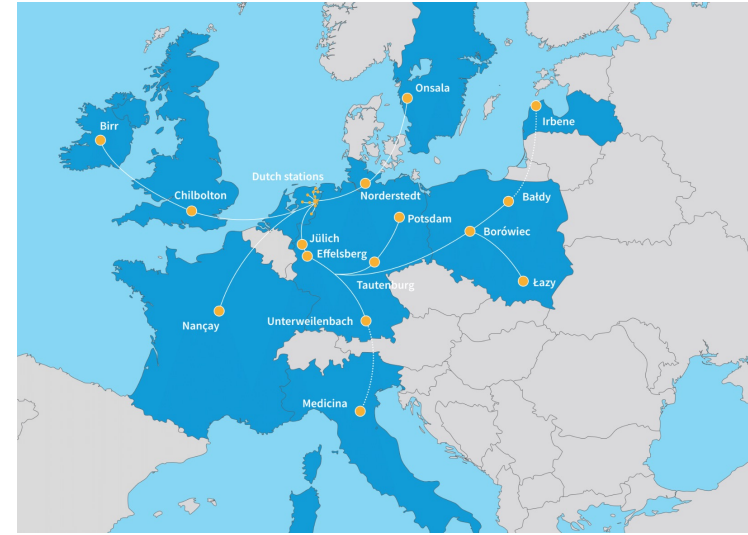 Onsala
Birr
Irbene
Dutch stations
Chilbolton
Norderstedt
Bałdy
Potsdam
Borówiec
Jülich
Effelsberg
Tautenburg
Łazy
Nançay
Unterweilenbach
Medicina